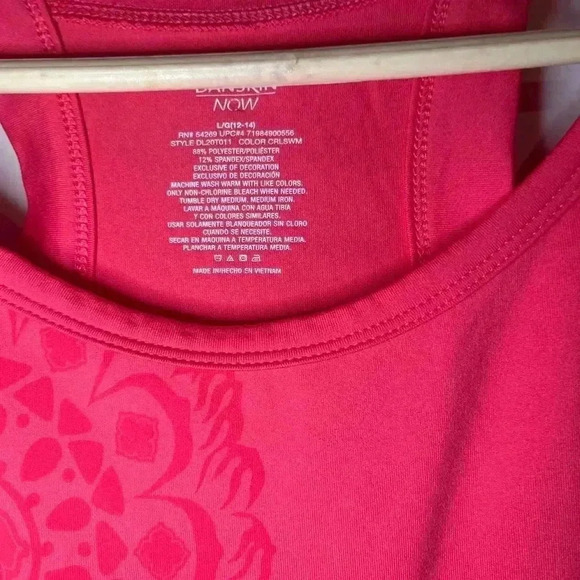 DANSKIN
NOW
L/G(12-14)
RN# 54269 UPC#4 71984900556
STYLE DL20T011 COLOR CRLSWM
88% POLYESTER/POLIÉSTER
12% SPANDEX/SPANDEX
EXCLUSIVE OF DECORATION
EXCLUSIVO DE DECORACIÓN
MACHINE WASH WARM WITH LIKE COLORS.
ONLY NON-CHLORINE BLEACH WHEN NEEDED.
TUMBLE DRY MEDIUM, MEDIUM IRON.
LAVAR A MÁQUINA CON AGUA TIBIA
Y CON COLORES SIMILARES.
USAR SOLAMENTE BLANQUEADOR SIN CLORO
CUANDO SE NECESITE.
SECAR EN MÁQUINA A TEMPERATURA MEDIA.
PLANCHAR A TEMPERATURA MEDIA.
MADE IN/HECHO EN VIETNAM